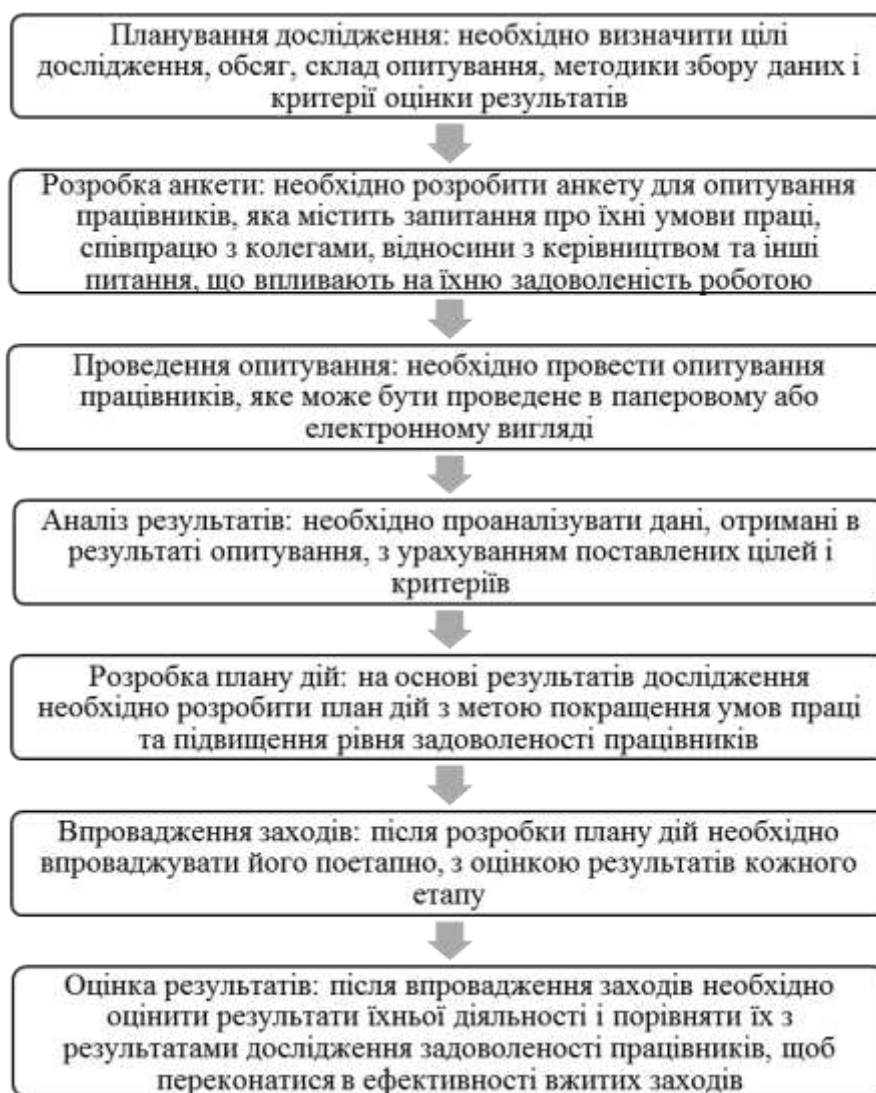 Планування дослідження: необхідно визначити цілі
дослідження, обсяг, склад опитування, методики збору даних і
критерії оцінки результатів
Розробка анкети: необхідно розробити анкету для опитування
працівників, яка містить запитання про їхні умови праці,
співпрацю з колегами, відносини з керівництвом та інші
питання, що впливають на їхню задоволеність роботою
Проведення опитування: необхідно провести опитування
працівників, яке може бути проведене в паперовому або
електронному вигляді
Аналіз результатів: необхідно проаналізувати дані, отримані в
результаті опитування, з урахуванням поставлених цілей і
критеріїв
Розробка плану дій: на основі результатів дослідження
необхідно розробити план дій з метою покращення умов праці
та підвищення рівня задоволеності працівників
Впровадження заходів: після розробки плану дій необхідно
впроваджувати його поетапно, з оцінкою результатів кожного
етапу
Оцінка результатів: після впровадження заходів необхідно
оцінити результати їхньої діяльності і порівняти їх з
результатами дослідження задоволеності працівників, щоб
переконатися в ефективності вжитих заходів